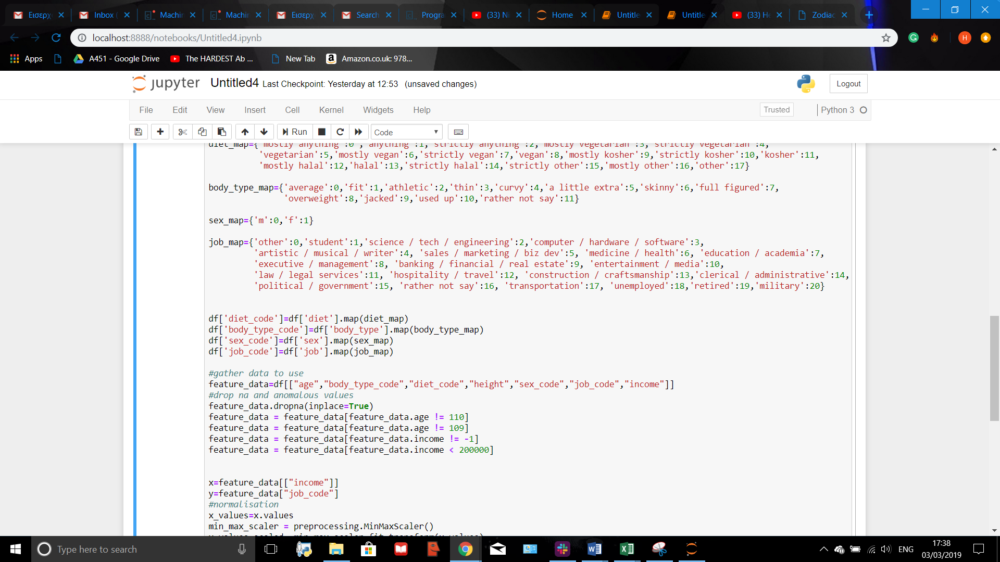 Εισερχ
Inbox (
Machin
Machin
Εισερχ
Search
Progra
(33) Ni
Home
Untitle
Untitle
(33) He
Zodiac
localhost:8888/notebooks/Untitled4.ipynb
H
Apps
A451 - Google Drive
The HARDEST Ab ...
New Tab
Amazon.co.uk: 978...
jupyter Untitled4 Last Checkpoint: Yesterday at 12:53 (unsaved changes)
Logout
File Edit View Insert Cell Kernel Widgets Help
Trusted
Python 3
Run
Code
diet_map={'mostly anything':0,'anything':1,'strictly anything':2,'mostly vegetarian':3,'strictly vegetarian':4,
'vegetarian':5,'mostly vegan':6,'strictly vegan':7,'vegan':8,'mostly kosher':9,'strictly kosher':10,'kosher':11,
'mostly halal':12,'halal':13,'strictly halal':14,'strictly other':15,'mostly other':16,'other':17}
body_type_map={'average':0,'fit':1,'athletic':2,'thin':3,'curvy':4,'a little extra':5,'skinny':6,'full figured':7,
'overweight':8,'jacked':9,'used up':10,'rather not say':11}
sex_map={'m':0,'f':1}
job_map={'other':0,'student':1,'science / tech / engineering':2,'computer / hardware / software':3,
'artistic / musical / writer':4, 'sales / marketing / biz dev':5, 'medicine / health':6, 'education / academia':7,
'executive / management':8, 'banking / financial / real estate':9, 'entertainment / media':10,
'law / legal services':11, 'hospitality / travel':12, 'construction / craftsmanship':13,'clerical / administrative':14,
'political / government':15, 'rather not say':16, 'transportation':17, 'unemployed':18,'retired':19,'military':20}
df['diet_code']=df['diet'].map(diet_map)
df['body_type_code']=df['body_type'].map(body_type_map)
df['sex_code']=df['sex'].map(sex_map)
df['job_code']=df['job'].map(job_map)
#gather data to use
feature_data=df[["age","body_type_code","diet_code","height","sex_code","job_code","income"]]
#drop na and anomalous values
feature_data.dropna(inplace=True)
feature_data = feature_data[feature_data.age != 110]
feature_data = feature_data[feature_data.age != 109]
feature_data = feature_data[feature_data.income != -1]
feature_data = feature_data[feature_data.income < 200000]
x=feature_data[["income"]]
y=feature_data["job_code"]
#normalisation
x_values=x.values
min_max_scaler = preprocessing.MinMaxScaler()
x_values_scaled = min_max_scaler.fit_transform(x_values)
Type here to search
ENG
17:38
03/03/2019